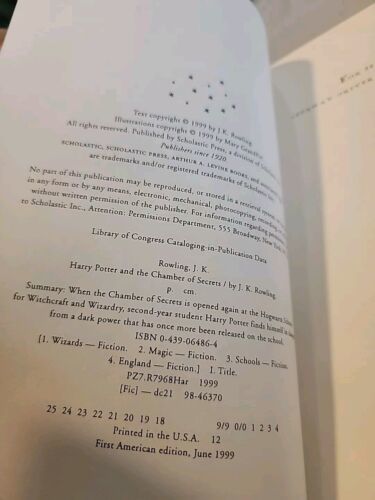 Text copyright © 1999 by J. K. Rowling
Illustrations copyright © 1999 by Mary
All rights reserved. Published by Scholastic Press, a division of
Publishers since 1920
SCHOLASTIC, SCHOLASTIC PRESS, ARTHUR A. LEVINE BOOKS, and
are trademarks and/or registered trademarks of Scholastic
No part of this publication may be reproduced, or stored in a retrieval system,
in any form or by any means, electronic, mechanical, photocopying, recording,
without written permission of the publisher. For information regarding
to Scholastic Inc., Attention: Permissions Department, 555 Broadway, New York,
Library of Congress Cataloging-in-Publication Data
Rowling, J. K.
Harry Potter and the Chamber of Secrets / by J. K. Rowling.
p. cm.
Summary: When the Chamber of Secrets is opened again at the Hogwarts
for Witchcraft and Wizardry, second-year student Harry Potter finds himself in
from a dark power that has once more been released on the school.
ISBN 0-439-06486-4
[1. Wizards — Fiction. 2. Magic — Fiction. 3. Schools — Fiction.
4. England — Fiction.] I. Title.
PZ7.R7968Har 1999
[Fic] — dc21 98-46370
25 24 23 22 21 20 19 18 9/9 0/0 1 2 3 4
Printed in the U.S.A. 12
First American edition, June 1999
FOR